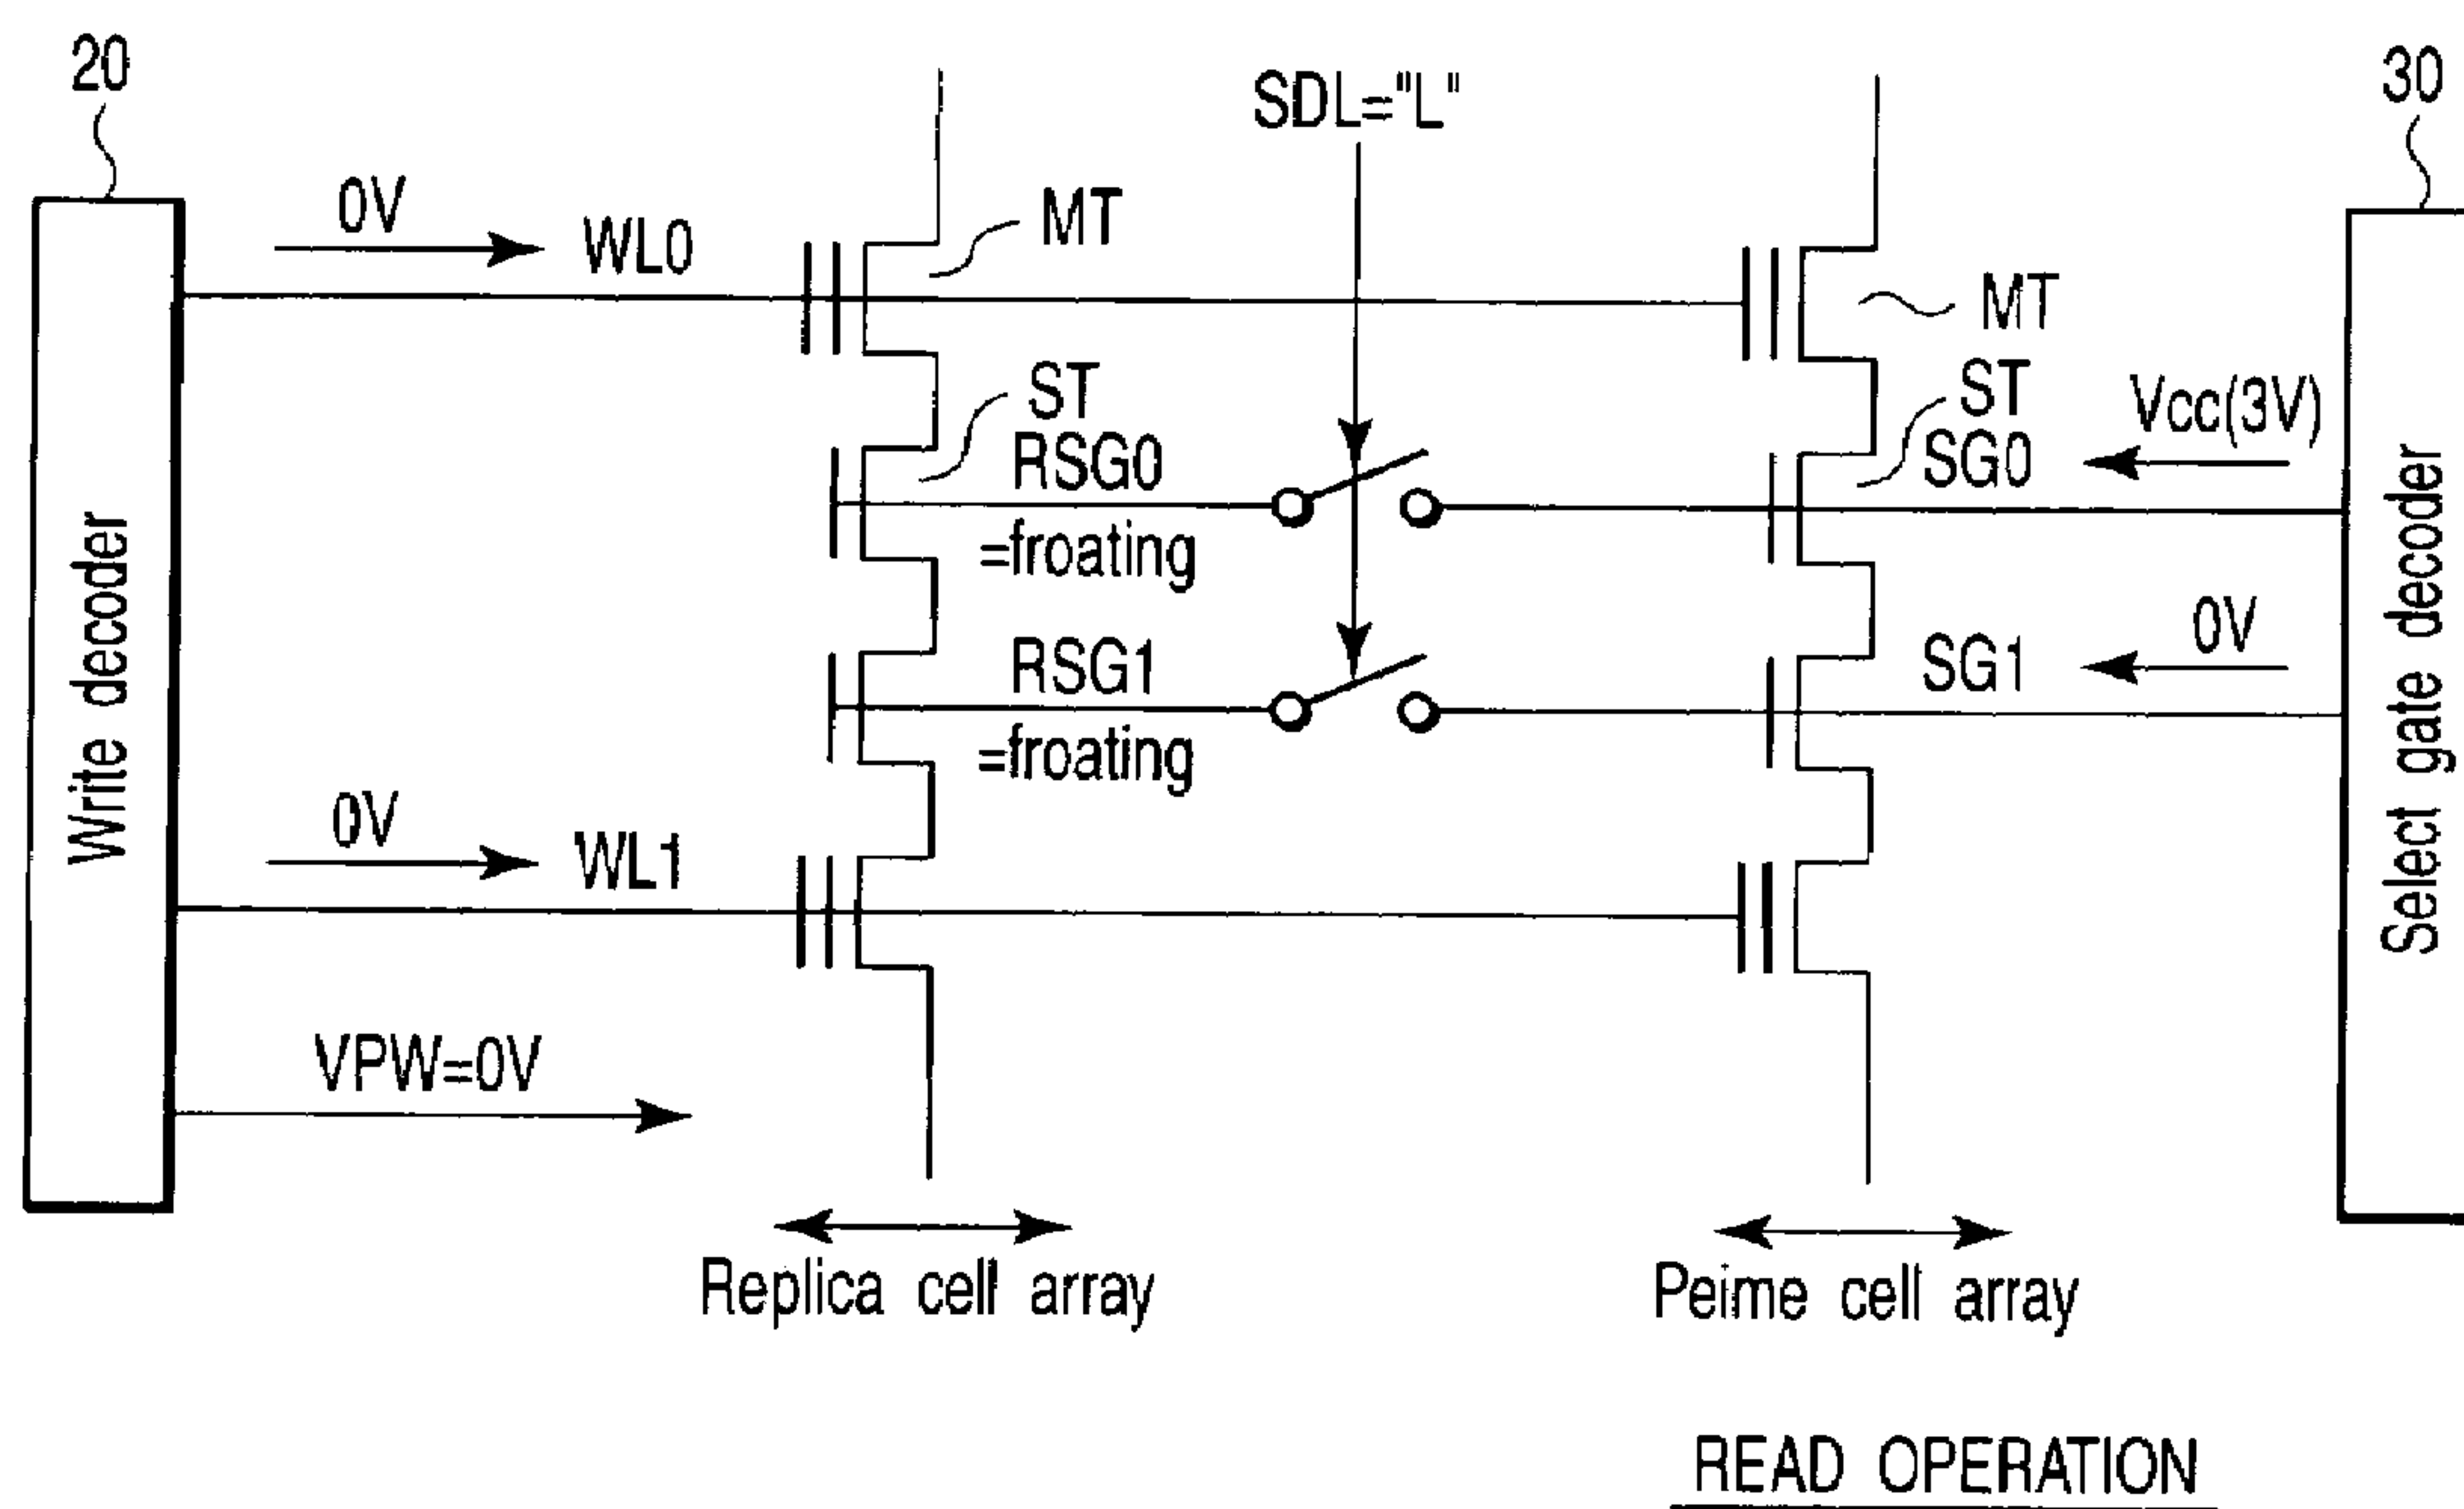 20
30
SDL="L"
0V
WL0
MT
MT
ST
ST
Vcc(3V)
RSG0
SG0
=froating
RSG1
SG1
0V
=froating
0V
WL1
Write decoder
Select gate decoder
VPW=0V
Replica cell array
Peime cell array
READ OPERATION